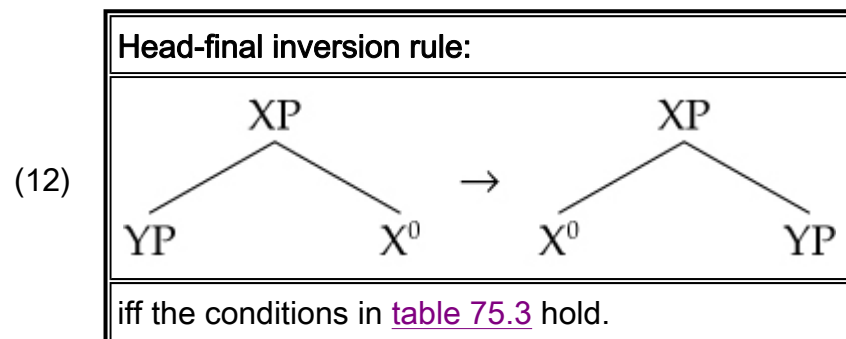 Head-final inversion rule:
XP XP
(12) →
YP X⁰ X⁰ YP
iff the conditions in table 75.3 hold.